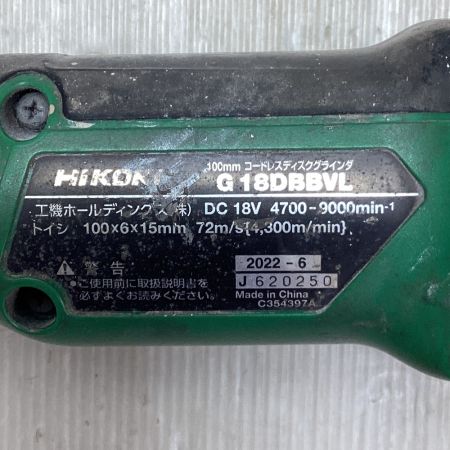 100mm コードレスディスクグラインダ
HiKOKI G 18DBBVL
工機ホールディングス(株) DC 18V 4700-9000min-1
トイシ 100×6×15mm 72m/s{4,300m/min}
警告
ご使用前に取扱説明書を
よくお読みください。
2022-6
J 620250
Made in China
C354397A